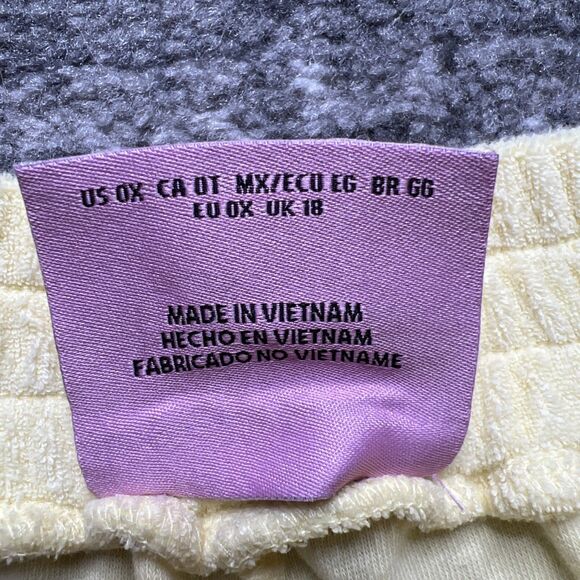 US 0X CA 0T MX/ECU EG BR GG
EU 0X UK 18
MADE IN VIETNAM
HECHO EN VIETNAM
FABRICADO NO VIETNAME